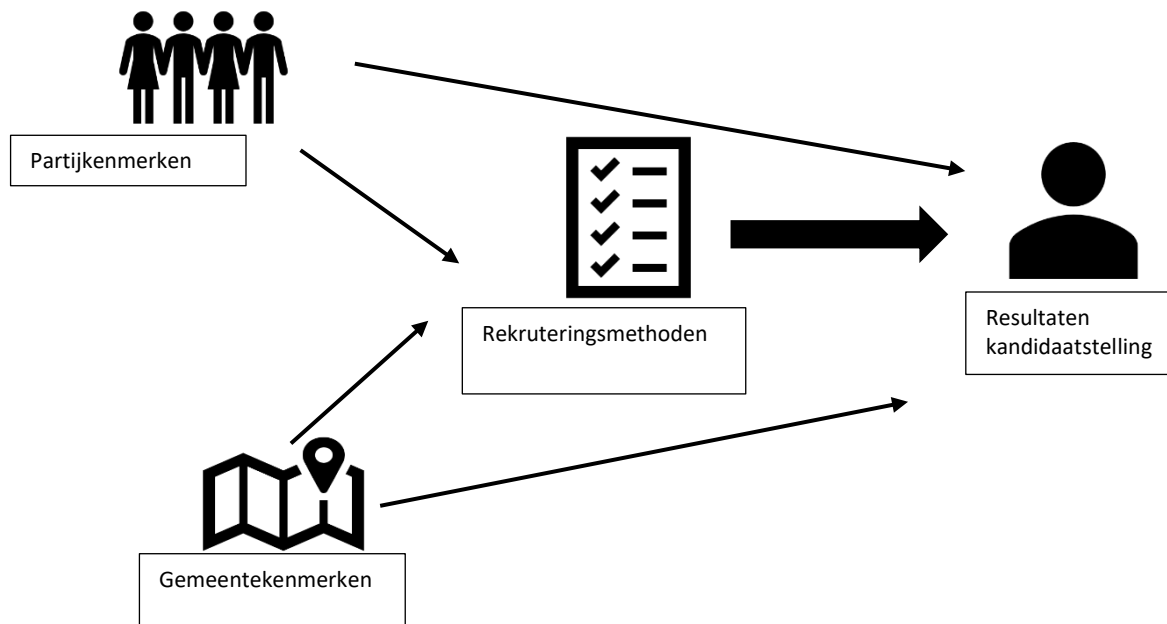 Partijkenmerken
Rekruteringsmethoden
Resultaten
kandidaatstelling
Gemeentekenmerken